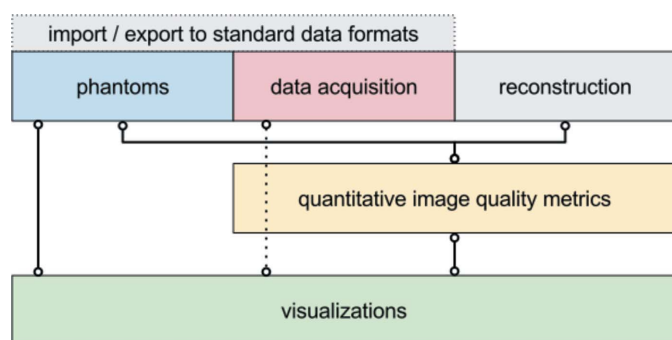 import / export to standard data formats
phantoms
data acquisition
reconstruction
quantitative image quality metrics
visualizations